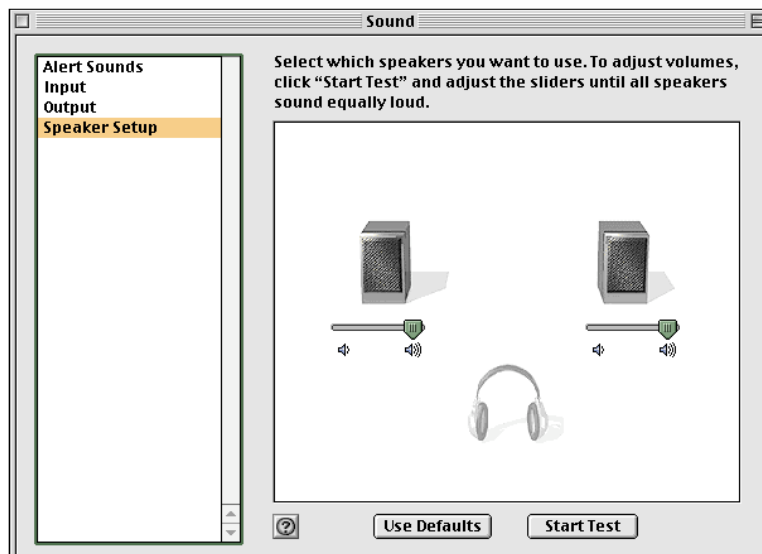 Sound
Alert Sounds
Input
Output
Speaker Setup
Select which speakers you want to use. To adjust volumes,
click “Start Test” and adjust the sliders until all speakers
sound equally loud.
?
Use Defaults
Start Test